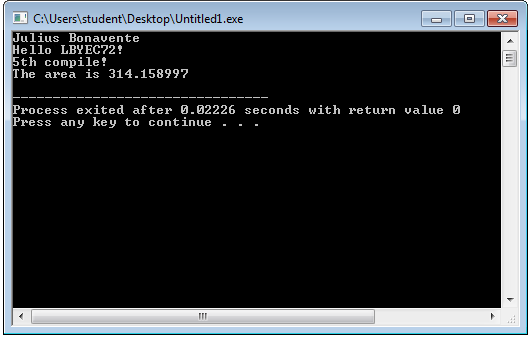 C:\Users\student\Desktop\Untitled1.exe
Julius Bonavente
Hello LBYEC72!
5th compile!
The area is 314.158997
--------------------------------
Process exited after 0.02226 seconds with return value 0
Press any key to continue . . .